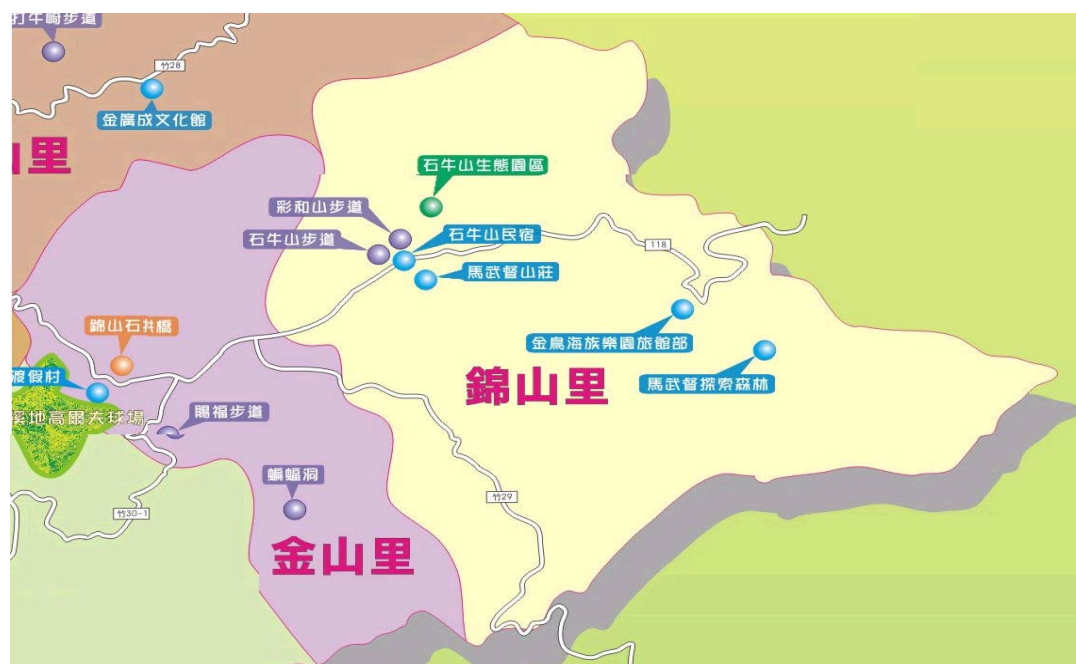 打牛崎步道
竹28
金廣成文化館
山里
石牛山生態園區
彩和山步道
石牛山步道
石牛山民宿
118
馬武督山莊
錦山石拱橋
金鳥海族樂園旅館部
渡假村
錦山里
馬武督探索森林
溪地高爾夫球場
賜福步道
蝙蝠洞
竹29
竹30-1
金山里